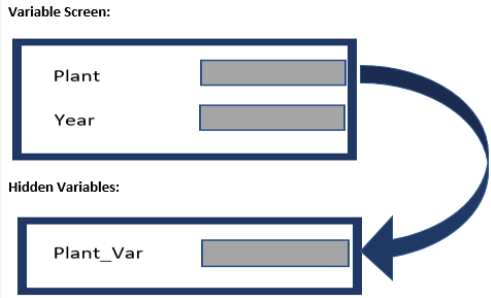 Variable Screen:
Plant
Year
Hidden Variables:
Plant_Var